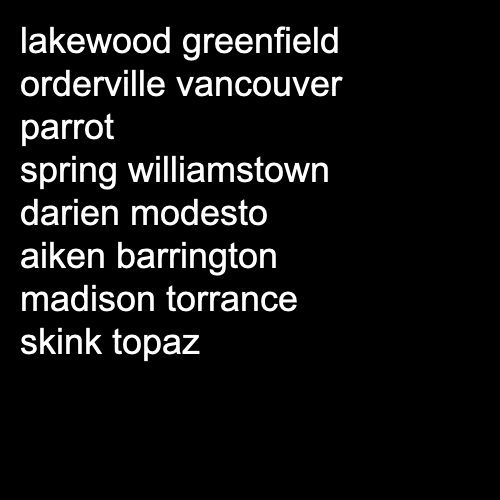 lakewood greenfield
orderville vancouver
parrot
spring williamstown
darien modesto
aiken barrington
madison torrance
skink topaz